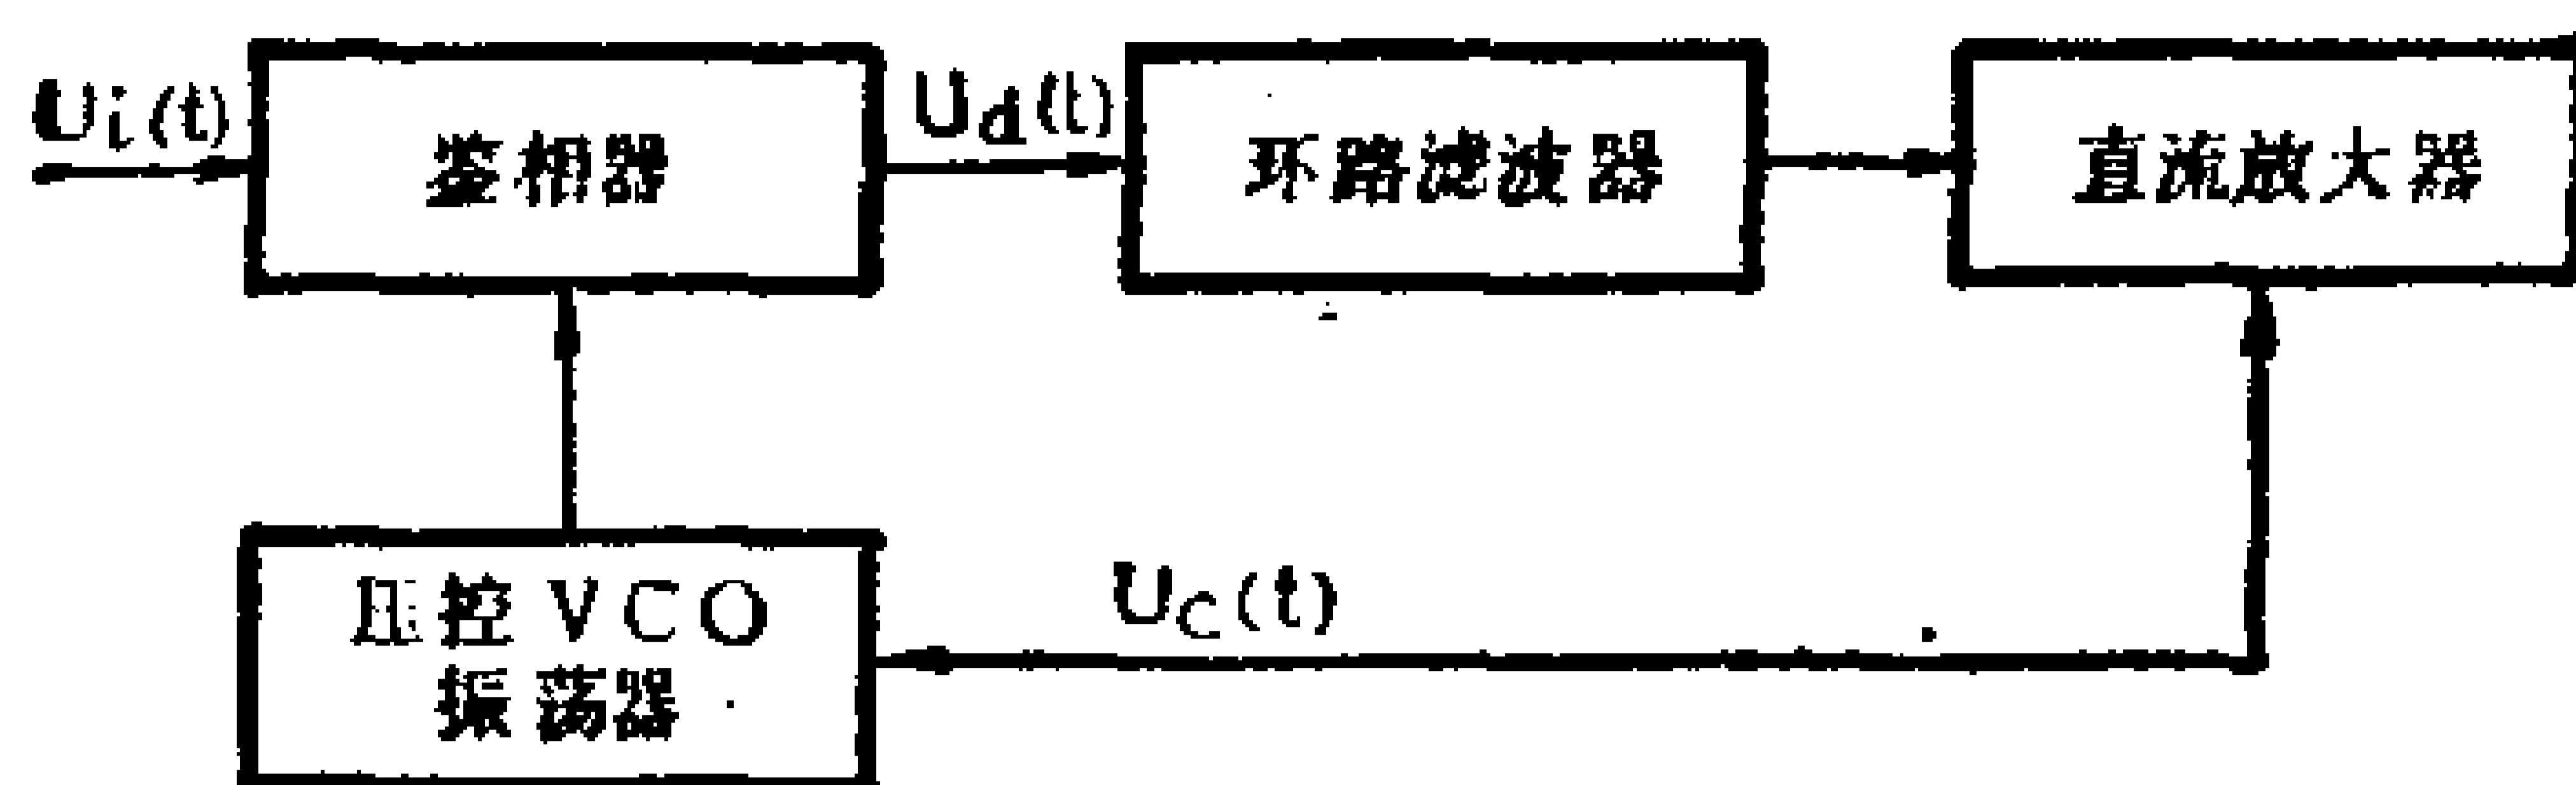 Ui(t)
鉴相器
Ud(t)
环路滤波器
直流放大器
压控VCO
振荡器
Uc(t)